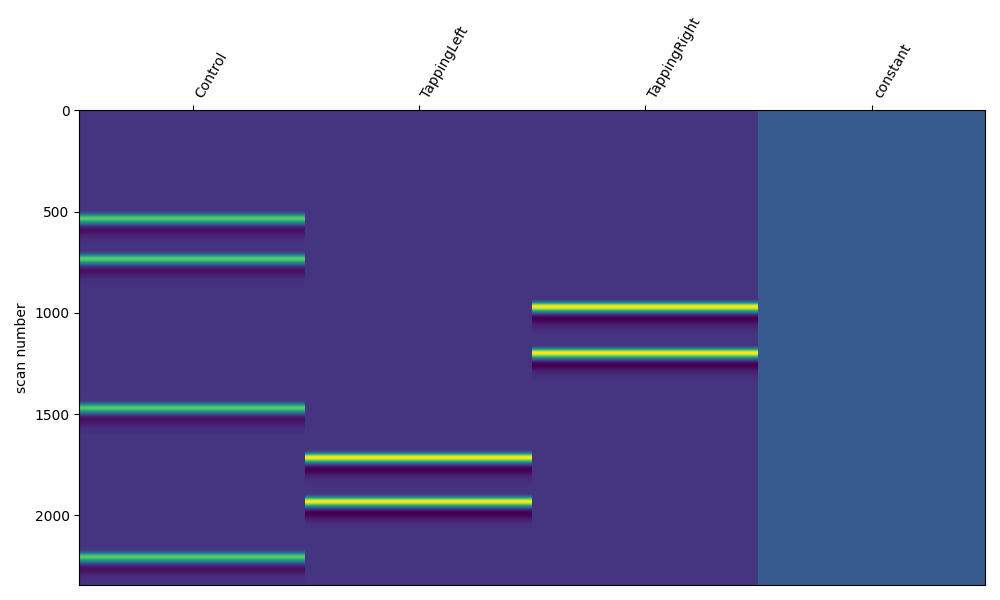 Control
TappingLeft
TappingRight
constant
scan number
0
500
1000
1500
2000